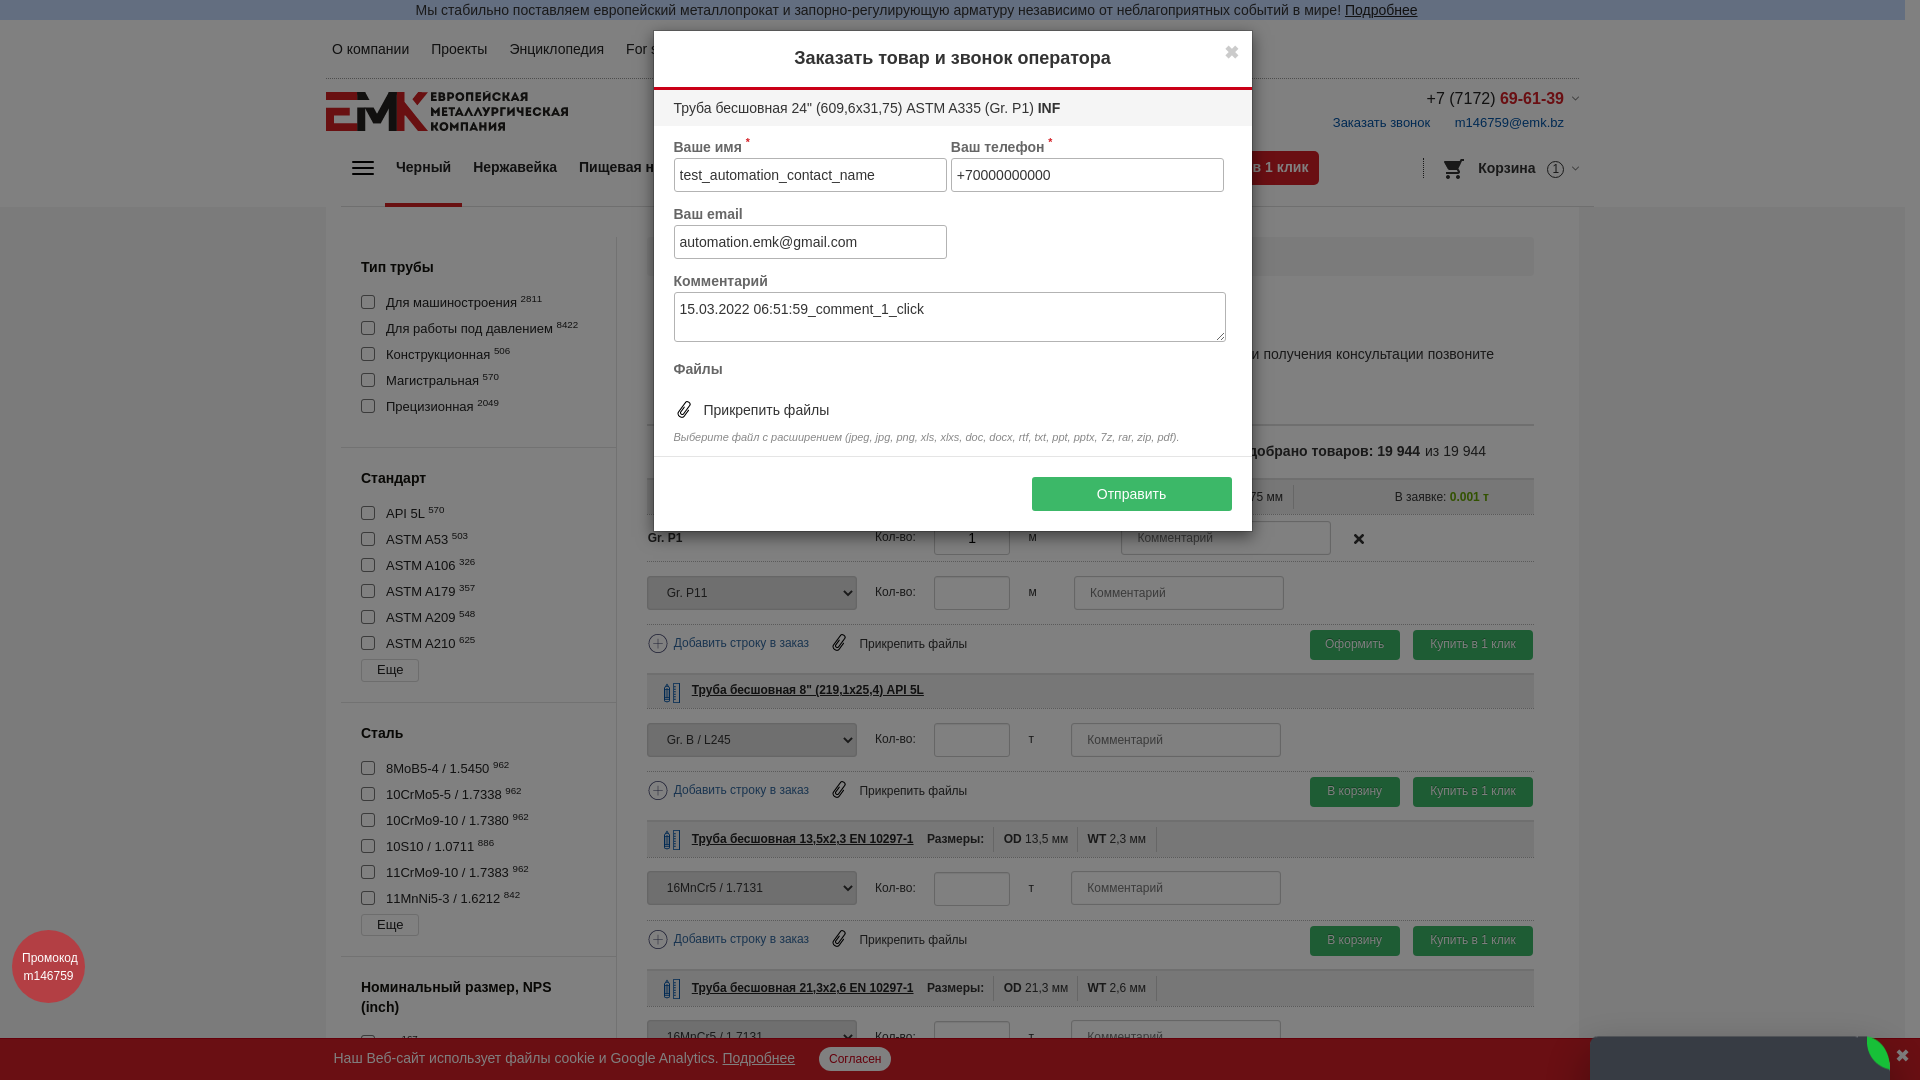 Мы стабильно поставляем европейский металлопрокат и запорно-регулирующую арматуру независимо от неблагоприятных событий в мире! Подробнее
О компании Проекты Энциклопедия For s
ЕМК ЕВРОПЕЙСКАЯ МЕТАЛЛУРГИЧЕСКАЯ КОМПАНИЯ
+7 (7172) 69-61-39
Заказать звонок m146759@emk.bz
Черный Нержавейка Пищевая н
в 1 клик
Корзина 1
Заказать товар и звонок оператора
Труба бесшовная 24" (609,6x31,75) ASTM A335 (Gr. P1) INF
Ваше имя * Ваш телефон *
test_automation_contact_name +70000000000
Ваш email
automation.emk@gmail.com
Комментарий
15.03.2022 06:51:59_comment_1_click
Файлы
Прикрепить файлы
Выберите файл с расширением (jpeg, jpg, png, xls, xlxs, doc, docx, rtf, txt, ppt, pptx, 7z, rar, zip, pdf).
Отправить
Тип трубы
Для машиностроения 2811
Для работы под давлением 8422
Конструкционная 506
Магистральная 570
Прецизионная 2049
Стандарт
API 5L 570
ASTM A53 503
ASTM A106 326
ASTM A179 357
ASTM A209 548
ASTM A210 625
Еще
Сталь
8MoB5-4 / 1.5450 962
10CrMo5-5 / 1.7338 962
10CrMo9-10 / 1.7380 962
10S10 / 1.0711 886
11CrMo9-10 / 1.7383 962
11MnNi5-3 / 1.6212 842
Еще
Номинальный размер, NPS (inch)
и получения консультации позвоните
добрано товаров: 19 944 из 19 944
75 мм В заявке: 0.001 т
Gr. P1 Кол-во: 1 м Комментарий
Gr. P11 Кол-во: м Комментарий
Добавить строку в заказ Прикрепить файлы Оформить Купить в 1 клик
Труба бесшовная 8" (219,1x25,4) API 5L
Gr. B / L245 Кол-во: т Комментарий
Добавить строку в заказ Прикрепить файлы В корзину Купить в 1 клик
Труба бесшовная 13,5x2,3 EN 10297-1 Размеры: OD 13,5 мм WT 2,3 мм
16MnCr5 / 1.7131 Кол-во: т Комментарий
Добавить строку в заказ Прикрепить файлы В корзину Купить в 1 клик
Труба бесшовная 21,3x2,6 EN 10297-1 Размеры: OD 21,3 мм WT 2,6 мм
16MnCr5 / 1.7131 Кол-во: т Комментарий
Промокод
m146759
Наш Веб-сайт использует файлы cookie и Google Analytics. Подробнее Согласен